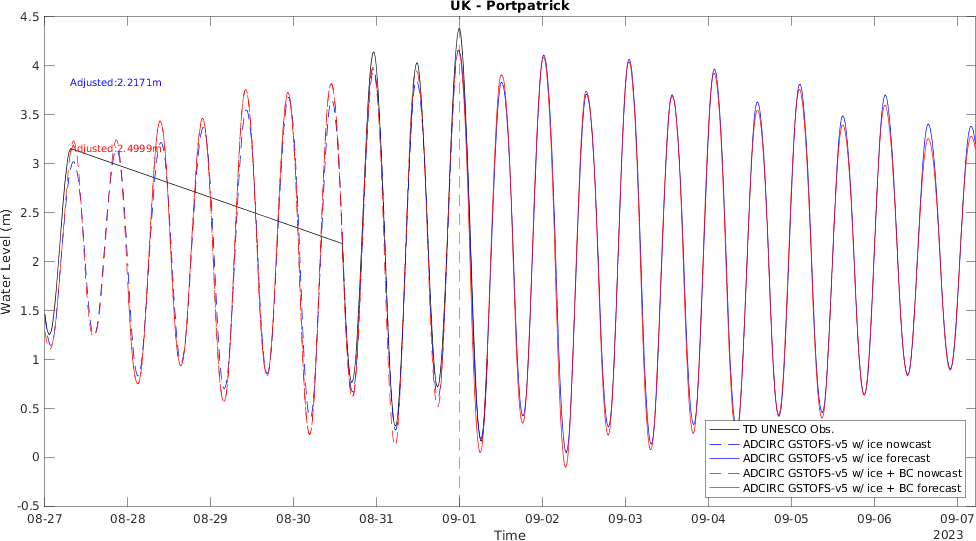 UK - Portpatrick
4.5
4
3.5
3
2.5
2
1.5
1
0.5
0
-0.5
Water Level (m)
Adjusted:2.2171m
Adjusted:2.4999m
TD UNESCO Obs.
ADCIRC GSTOFS-v5 w/ ice nowcast
ADCIRC GSTOFS-v5 w/ ice forecast
ADCIRC GSTOFS-v5 w/ ice + BC nowcast
ADCIRC GSTOFS-v5 w/ ice + BC forecast
08-27 08-28 08-29 08-30 08-31 09-01 09-02 09-03 09-04 09-05 09-06 09-07
Time
2023